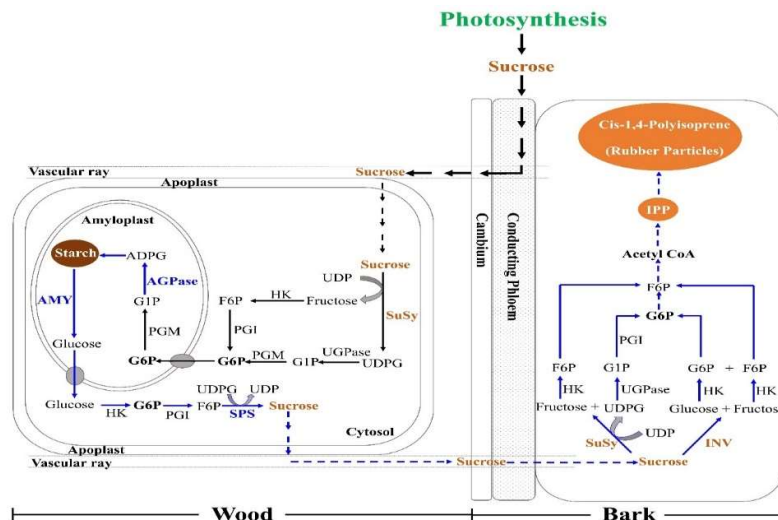 Photosynthesis
Sucrose
Cis-1,4-Polyisoprene
(Rubber Particles)
Vascular ray
Sucrose
Apoplast
Amyloplast
Starch
ADPG
AGPase
AMY
G1P
Glucose
PGM
G6P
Sucrose
UDP
F6P
HK
Fructose
SuSy
PGI
UGPase
G6P
PGM
G1P
UDPG
Glucose
HK
G6P
PGI
F6P
UDPG
UDP
SPS
Sucrose
Cytosol
Apoplast
Vascular ray
Sucrose
Cambium
Conducting Phloem
IPP
Acetyl CoA
F6P
G6P
PGI
F6P
G1P
G6P + F6P
HK
UGPase
HK
HK
Fructose + UDPG
Glucose + Fructos
UDP
SuSy
INV
Sucrose
Wood
Bark